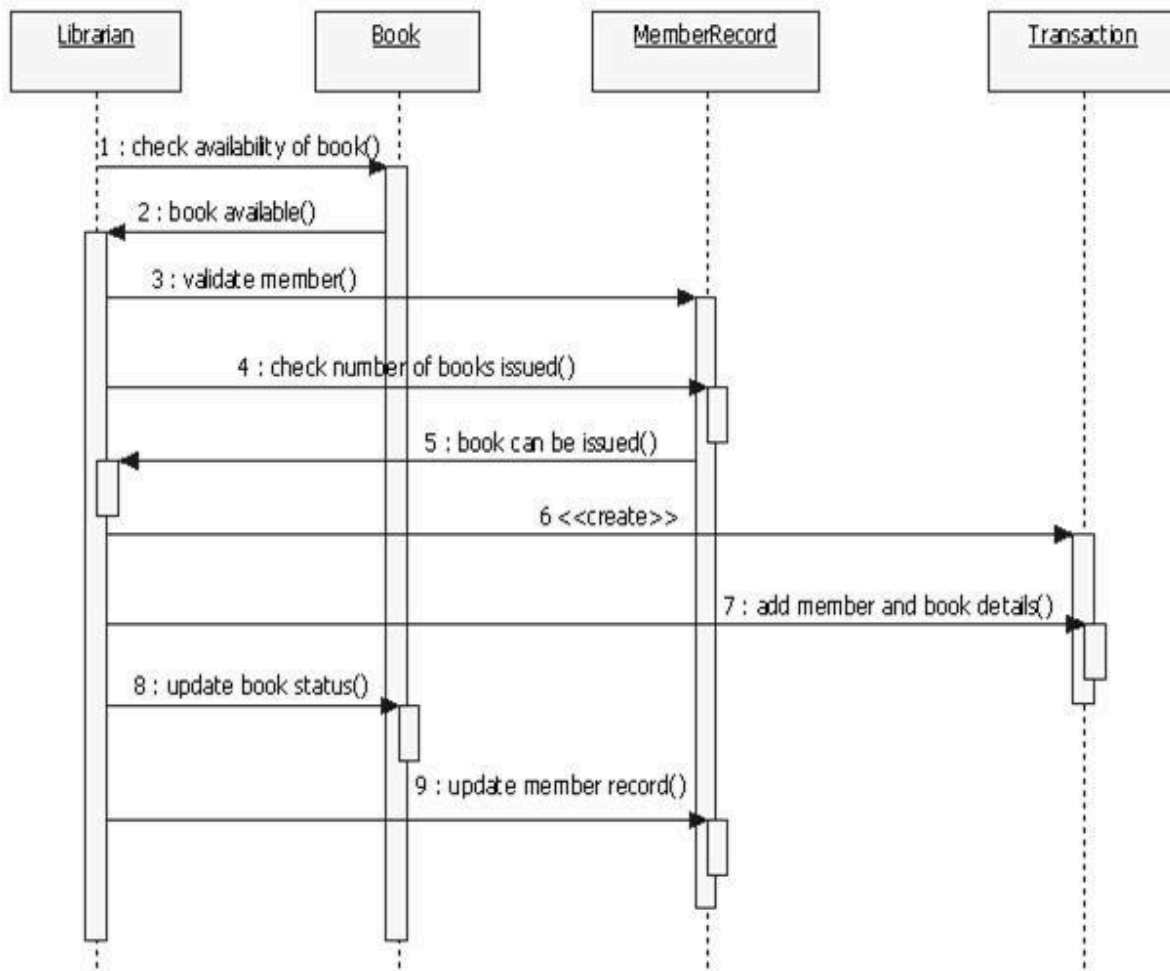 Librarian
Book
MemberRecord
Transaction
1 : check availability of book()
2 : book available()
3 : validate member()
4 : check number of books issued()
5 : book can be issued()
6 <<create>>
7 : add member and book details()
8 : update book status()
9 : update member record()